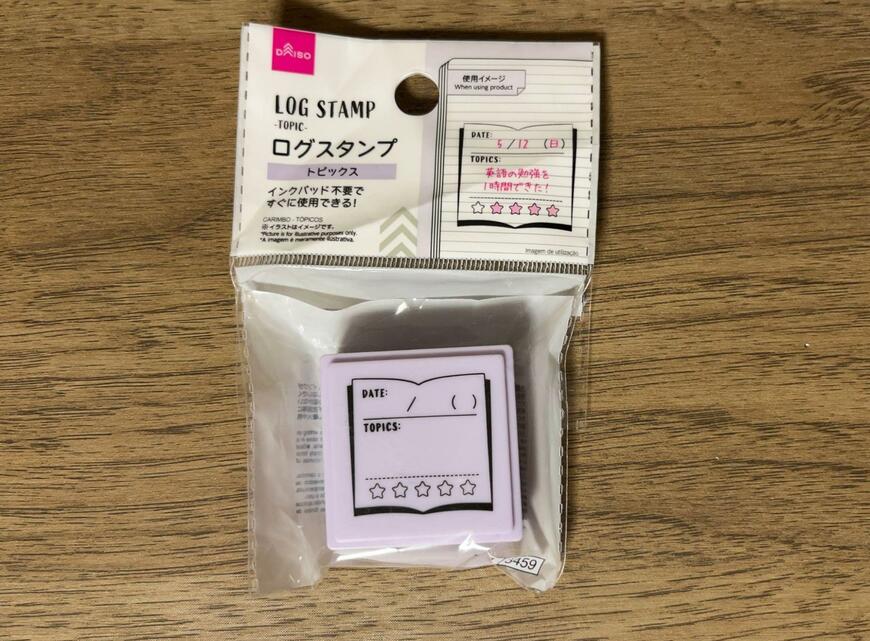 DAISO
LOG STAMP
-TOPIC-
ログスタンプ
トピックス
インクパッド不要で
すぐに使用できる!
CARIMBO - TÓPICOS
※イラストはイメージです。
*Picture is for illustrative purposes only.
*A imagem é meramente ilustrativa.
使用イメージ
When using product
DATE:
5/12 (日)
TOPICS:
英語の勉強を
1時間できた!
Imagem de utilização
DATE:
/ ( )
TOPICS:
5459